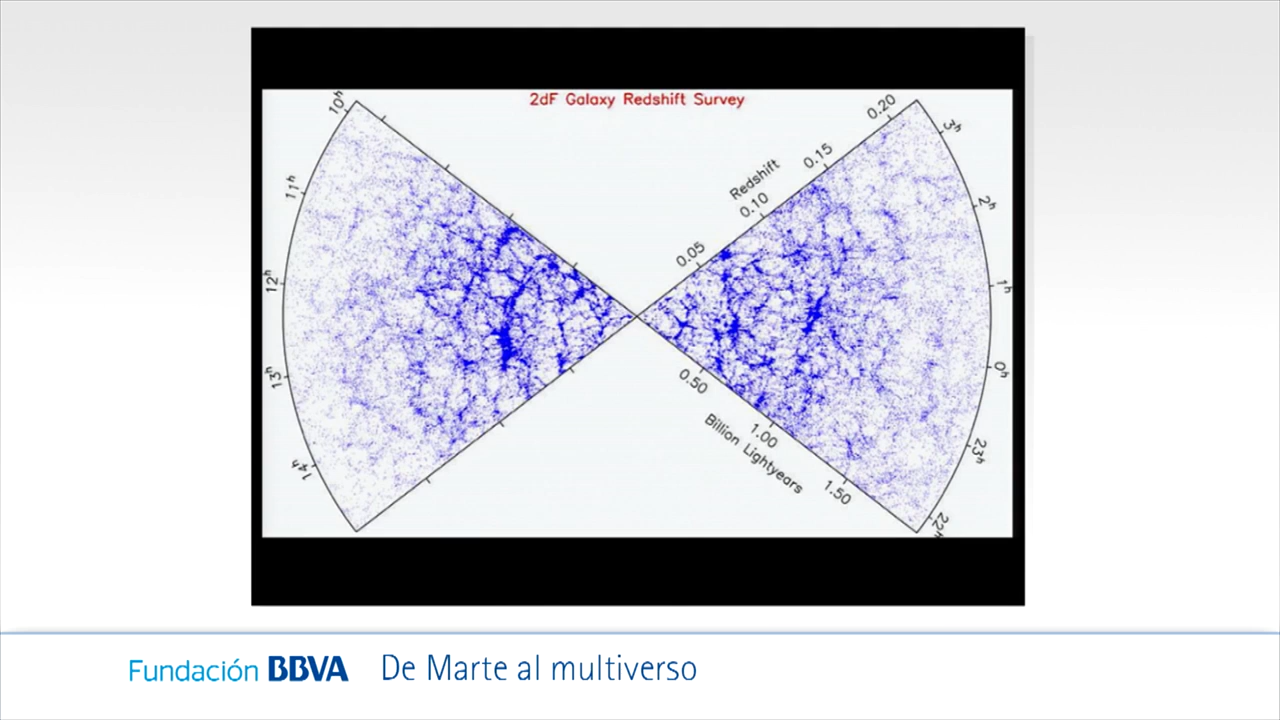 2dF Galaxy Redshift Survey
10h
11h
12h
13h
14h
Redshift
0.05
0.10
0.15
0.20
3h
2h
1h
0h
23h
22h
0.50
1.00
1.50
Billion Lightyears
Fundación BBVA De Marte al multiverso